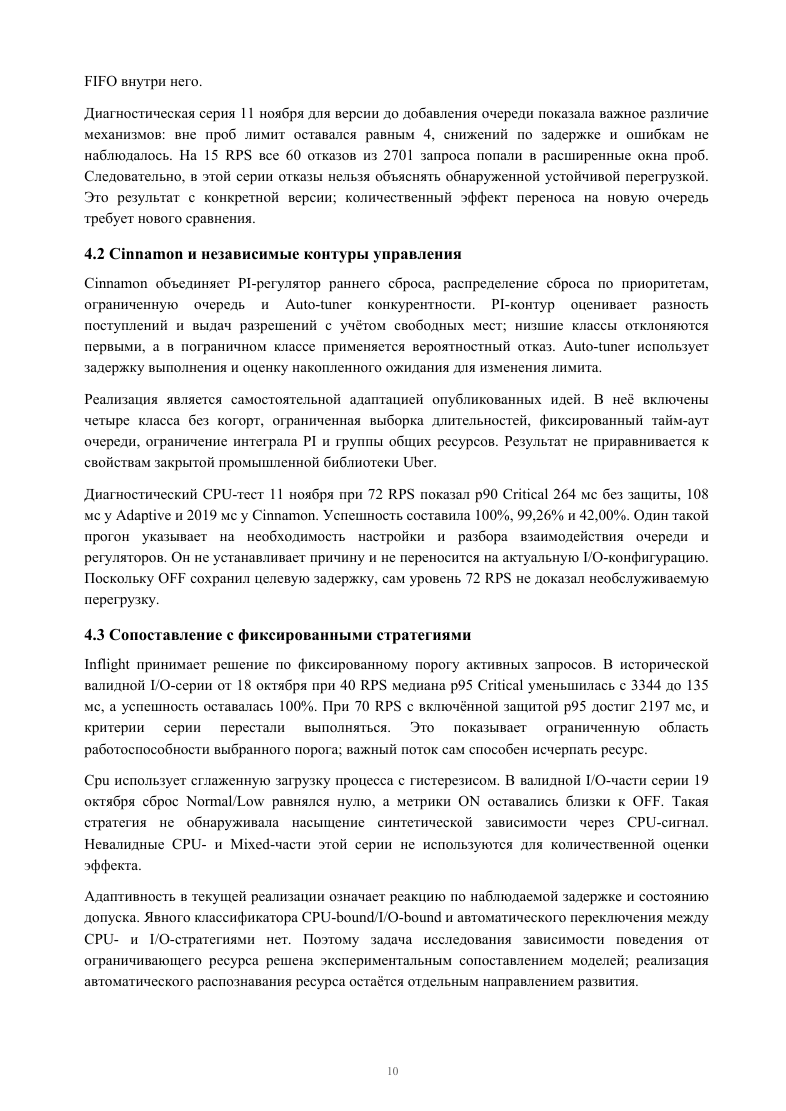 FIFO внутри него.
Диагностическая серия 11 ноября для версии до добавления очереди показала важное различие
механизмов: вне проб лимит оставался равным 4, снижений по задержке и ошибкам не
наблюдалось. На 15 RPS все 60 отказов из 2701 запроса попали в расширенные окна проб.
Следовательно, в этой серии отказы нельзя объяснять обнаруженной устойчивой перегрузкой.
Это результат с конкретной версии; количественный эффект переноса на новую очередь
требует нового сравнения.
4.2 Cinnamon и независимые контуры управления
Cinnamon объединяет PI-регулятор раннего сброса, распределение сброса по приоритетам,
ограниченную очередь и Auto-tuner конкурентности. PI-контур оценивает разность
поступлений и выдач разрешений с учётом свободных мест; низшие классы отклоняются
первыми, а в пограничном классе применяется вероятностный отказ. Auto-tuner использует
задержку выполнения и оценку накопленного ожидания для изменения лимита.
Реализация является самостоятельной адаптацией опубликованных идей. В неё включены
четыре класса без когорт, ограниченная выборка длительностей, фиксированный тайм-аут
очереди, ограничение интеграла PI и группы общих ресурсов. Результат не приравнивается к
свойствам закрытой промышленной библиотеки Uber.
Диагностический CPU-тест 11 ноября при 72 RPS показал p90 Critical 264 мс без защиты, 108
мс у Adaptive и 2019 мс у Cinnamon. Успешность составила 100%, 99,26% и 42,00%. Один такой
прогон указывает на необходимость настройки и разбора взаимодействия очереди и
регуляторов. Он не устанавливает причину и не переносится на актуальную I/O-конфигурацию.
Поскольку OFF сохранил целевую задержку, сам уровень 72 RPS не доказал необслуживаемую
перегрузку.
4.3 Сопоставление с фиксированными стратегиями
Inflight принимает решение по фиксированному порогу активных запросов. В исторической
валидной I/O-серии от 18 октября при 40 RPS медиана p95 Critical уменьшилась с 3344 до 135
мс, а успешность оставалась 100%. При 70 RPS с включённой защитой p95 достиг 2197 мс, и
критерии серии перестали выполняться. Это показывает ограниченную область
работоспособности выбранного порога; важный поток сам способен исчерпать ресурс.
Cpu использует сглаженную загрузку процесса с гистерезисом. В валидной I/O-части серии 19
октября сброс Normal/Low равнялся нулю, а метрики ON оставались близки к OFF. Такая
стратегия не обнаруживала насыщение синтетической зависимости через CPU-сигнал.
Невалидные CPU- и Mixed-части этой серии не используются для количественной оценки
эффекта.
Адаптивность в текущей реализации означает реакцию по наблюдаемой задержке и состоянию
допуска. Явного классификатора CPU-bound/I/O-bound и автоматического переключения между
CPU- и I/O-стратегиями нет. Поэтому задача исследования зависимости поведения от
ограничивающего ресурса решена экспериментальным сопоставлением моделей; реализация
автоматического распознавания ресурса остаётся отдельным направлением развития.
10